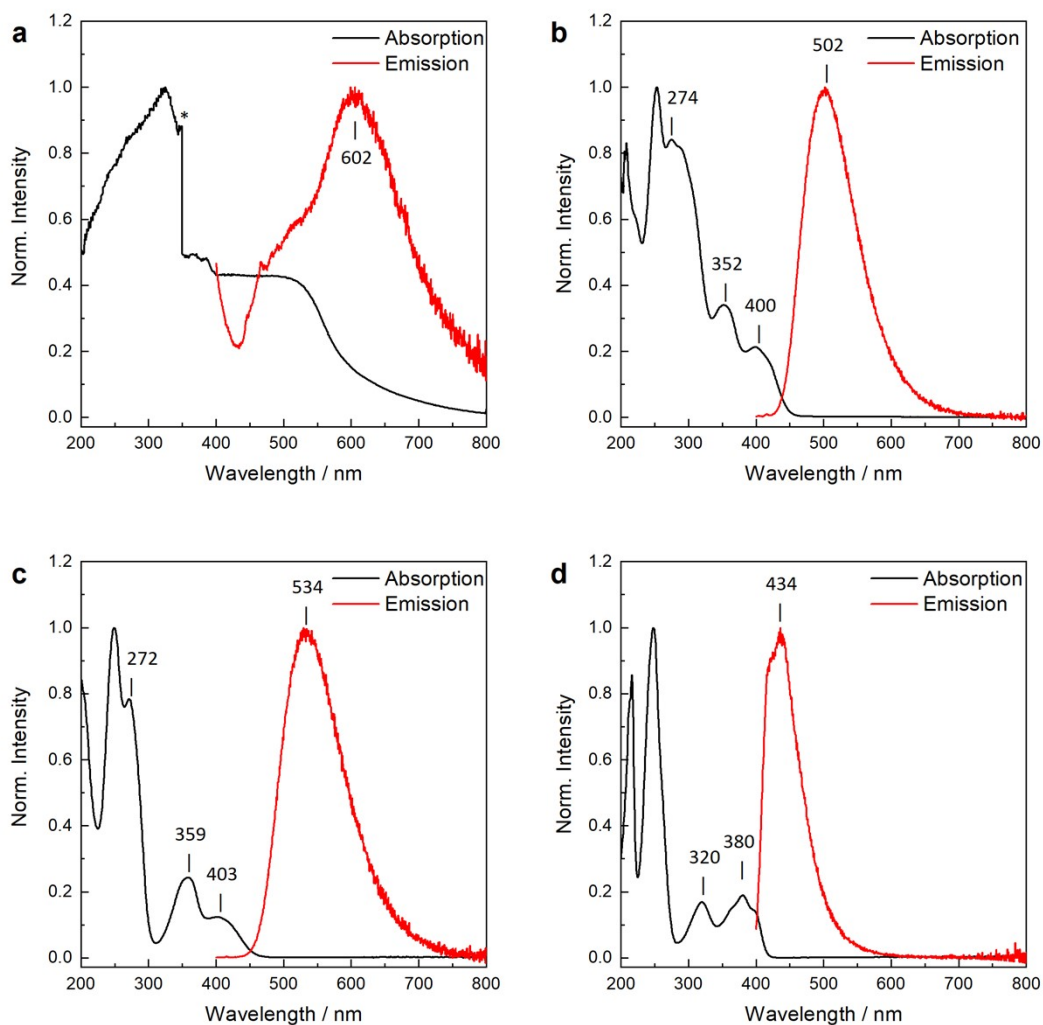 a
Absorption
Emission
*
602
Norm. Intensity
1.2
1.0
0.8
0.6
0.4
0.2
0.0
200 300 400 500 600 700 800
Wavelength / nm
b
Absorption
Emission
502
274
352
400
Norm. Intensity
1.2
1.0
0.8
0.6
0.4
0.2
0.0
200 300 400 500 600 700 800
Wavelength / nm
c
Absorption
Emission
534
272
359
403
Norm. Intensity
1.2
1.0
0.8
0.6
0.4
0.2
0.0
200 300 400 500 600 700 800
Wavelength / nm
d
Absorption
Emission
434
320
380
Norm. Intensity
1.2
1.0
0.8
0.6
0.4
0.2
0.0
200 300 400 500 600 700 800
Wavelength / nm